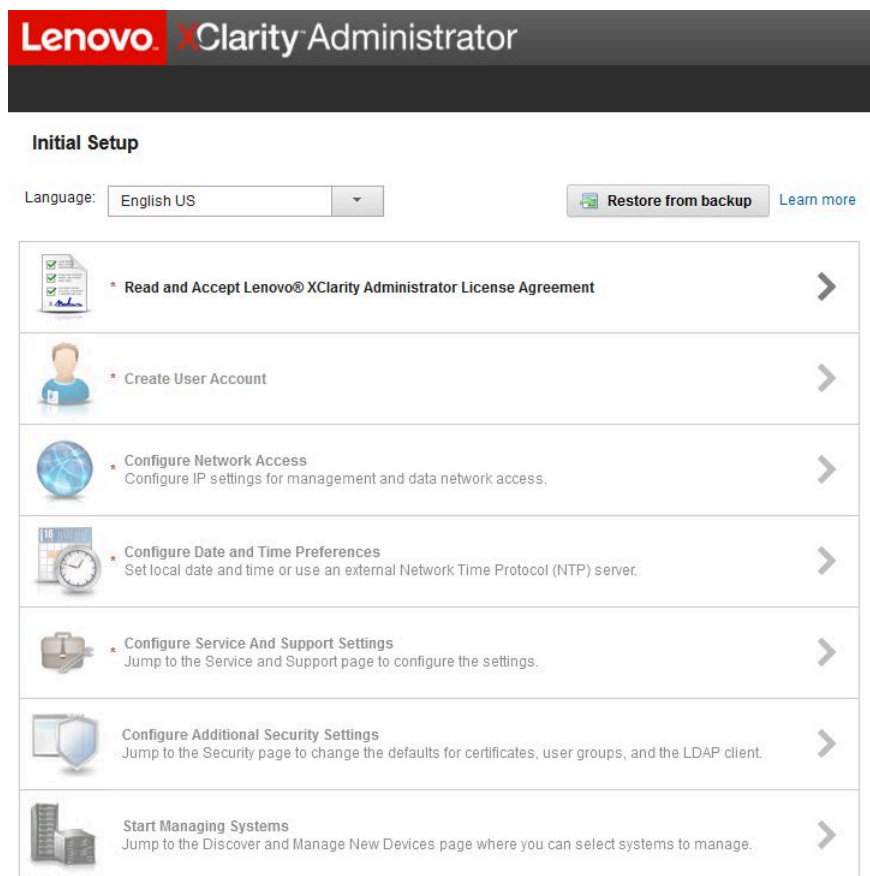 Lenovo. XClarity™ Administrator
Initial Setup
Language: English US Restore from backup Learn more
* Read and Accept Lenovo® XClarity Administrator License Agreement
* Create User Account
* Configure Network Access
Configure IP settings for management and data network access.
16
* Configure Date and Time Preferences
Set local date and time or use an external Network Time Protocol (NTP) server.
* Configure Service And Support Settings
Jump to the Service and Support page to configure the settings.
Configure Additional Security Settings
Jump to the Security page to change the defaults for certificates, user groups, and the LDAP client.
Start Managing Systems
Jump to the Discover and Manage New Devices page where you can select systems to manage.